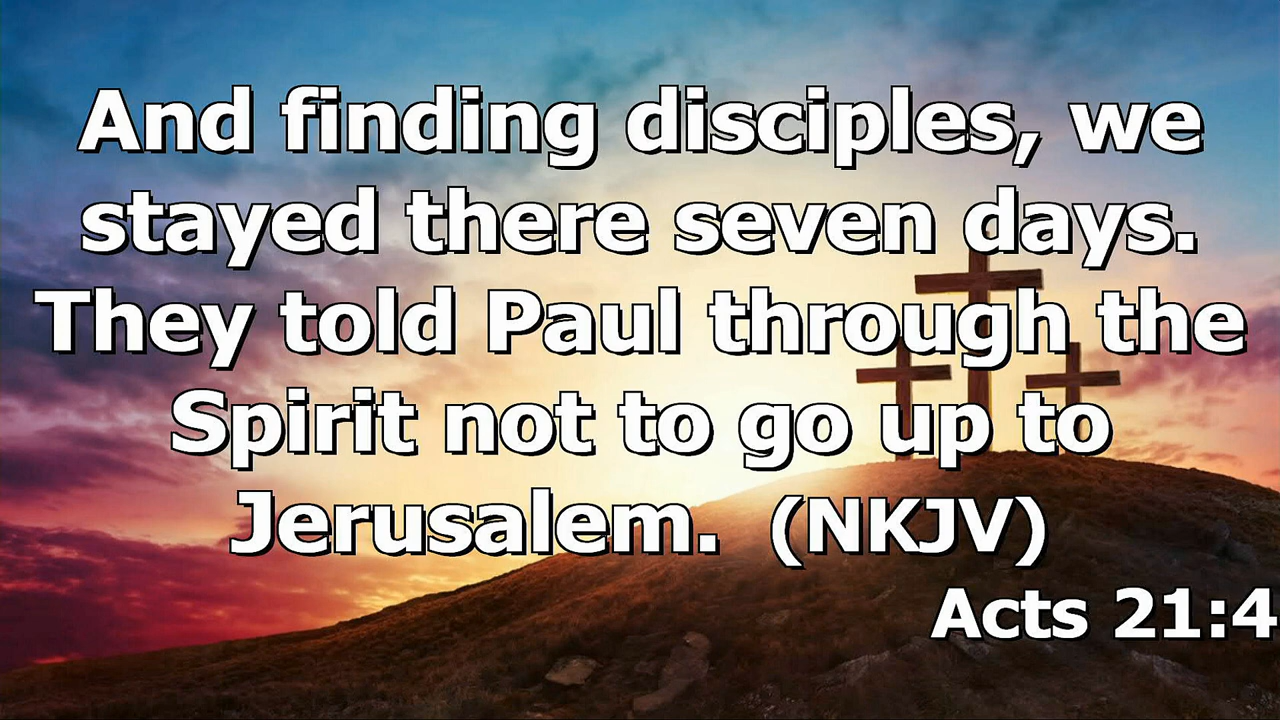 And finding disciples, we
stayed there seven days.
They told Paul through the
Spirit not to go up to
Jerusalem.  (NKJV)
Acts 21:4